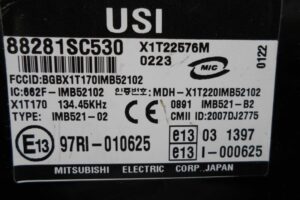 USI
88281SC530 X1T22576M
0223 MIC 0122
FCCID:BGBX1T170IMB52102
IC:662F-IMB52102 인증번호:MDH-X1T220IMB52102
X1T170 134.45KHz 0891 IMB521-B2
TYPE: IMB521-02 CMII ID:2007DJ2775
E13 97RI-010625 e13 03 1397
e13 I-000625
MITSUBISHI ELECTRIC CORP.JAPAN